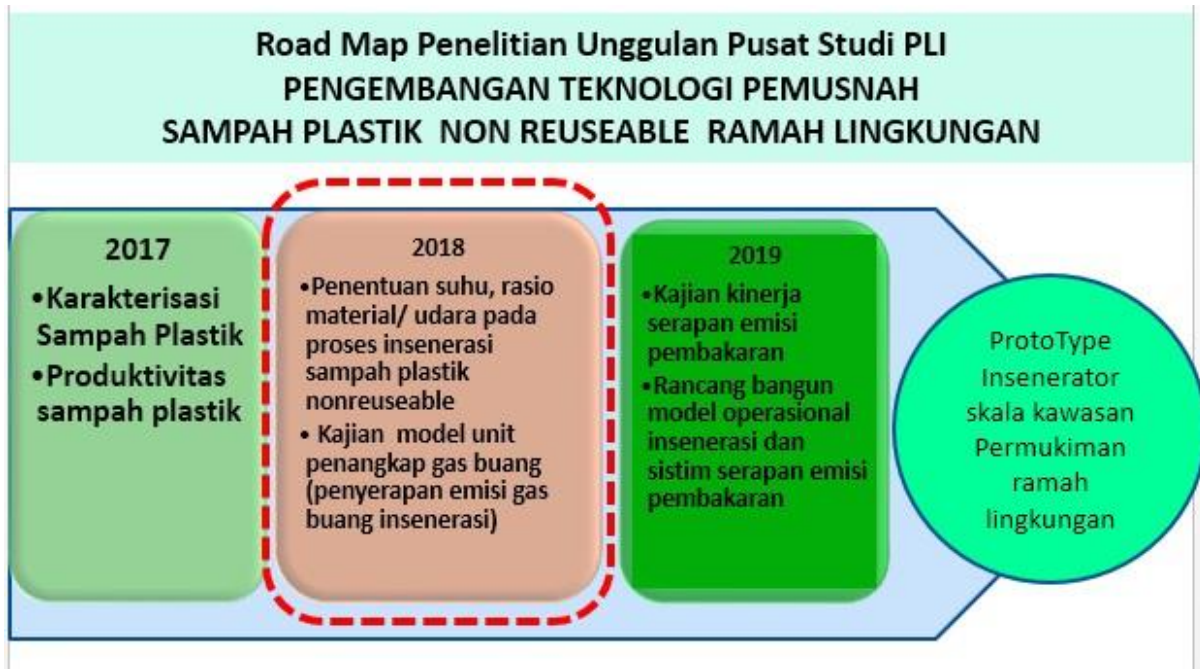 Road Map Penelitian Unggulan Pusat Studi PLI
PENGEMBANGAN TEKNOLOGI PEMUSNAH
SAMPAH PLASTIK NON REUSEABLE RAMAH LINGKUNGAN
2017
•Karakterisasi
Sampah Plastik
•Produktivitas
sampah plastik
2018
•Penentuan suhu, rasio
material/ udara pada
proses insenerasi
sampah plastik
nonreuseable
• Kajian model unit
penangkap gas buang
(penyerapan emisi gas
buang insenerasi)
2019
•Kajian kinerja
serapan emisi
pembakaran
•Rancang bangun
model operasional
insenerasi dan
sistim serapan emisi
pembakaran
ProtoType
Insenerator
skala kawasan
Permukiman
ramah
lingkungan